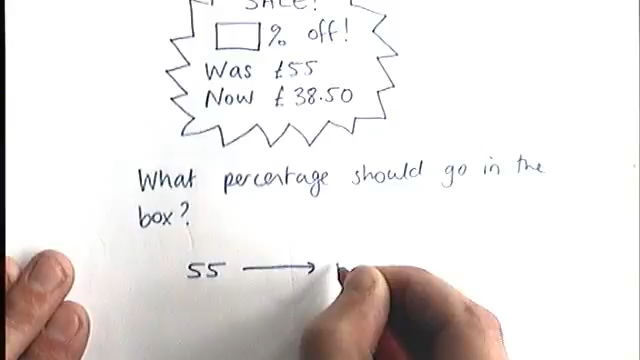 SALE!
% off!
Was £55
Now £38.50
What percentage should go in the
box?
55 →